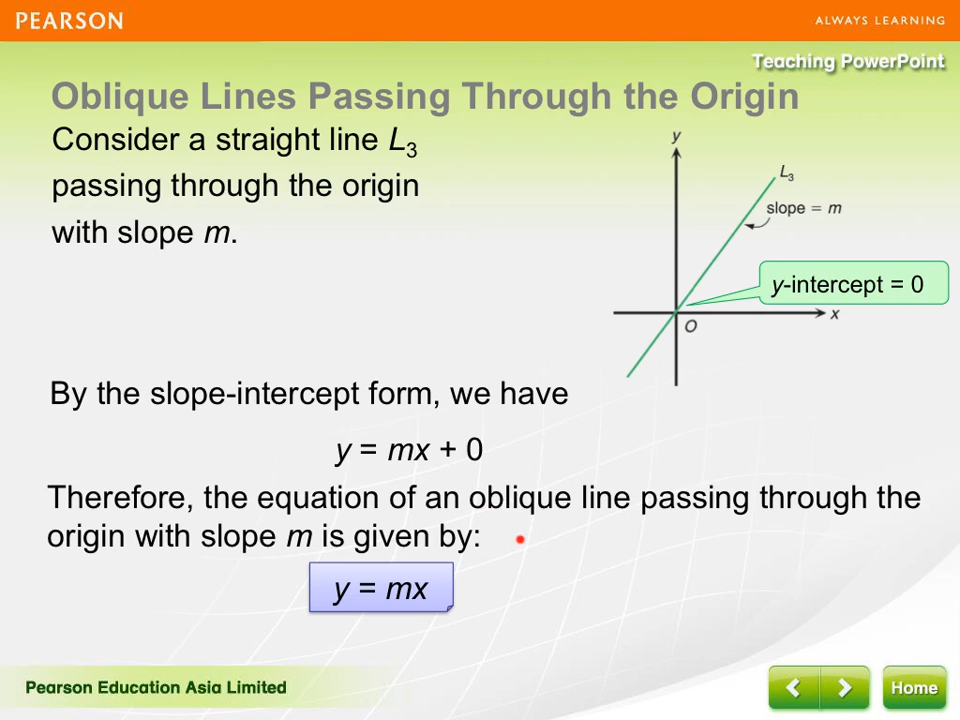 PEARSON
ALWAYS LEARNING
Teaching PowerPoint
Oblique Lines Passing Through the Origin
Consider a straight line L₃
passing through the origin
with slope m.
y
L₃
slope = m
y-intercept = 0
x
O
By the slope-intercept form, we have
y = mx + 0
Therefore, the equation of an oblique line passing through the
origin with slope m is given by:
y = mx
Pearson Education Asia Limited
Home